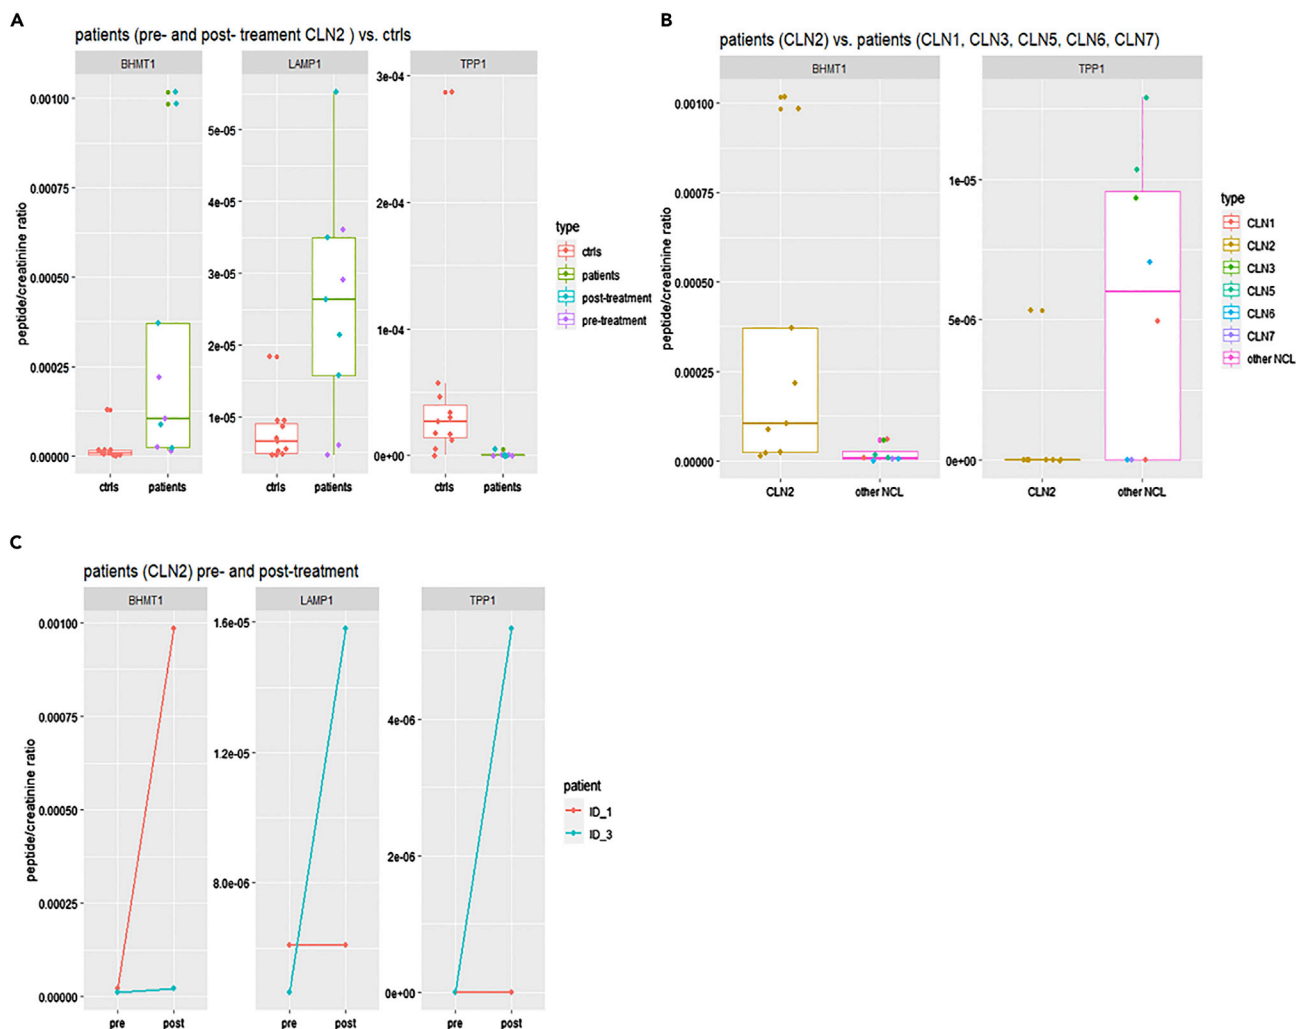 A
patients (pre- and post- treament CLN2 ) vs. ctrls
BHMT1
LAMP1
TPP1
peptide/creatinine ratio
0.00100
0.00075
0.00050
0.00025
0.00000
5e-05
4e-05
3e-05
2e-05
1e-05
3e-04
2e-04
1e-04
0e+00
ctrls
patients
ctrls
patients
ctrls
patients
type
ctrls
patients
post-treatment
pre-treatment
B
patients (CLN2) vs. patients (CLN1, CLN3, CLN5, CLN6, CLN7)
BHMT1
TPP1
peptide/creatinine ratio
0.00100
0.00075
0.00050
0.00025
0.00000
1e-05
5e-06
0e+00
CLN2
other NCL
CLN2
other NCL
type
CLN1
CLN2
CLN3
CLN5
CLN6
CLN7
other NCL
C
patients (CLN2) pre- and post-treatment
BHMT1
LAMP1
TPP1
peptide/creatinine ratio
0.00100
0.00075
0.00050
0.00025
0.00000
1.6e-05
1.2e-05
8.0e-06
4e-06
2e-06
0e+00
pre
post
pre
post
pre
post
patient
ID_1
ID_3